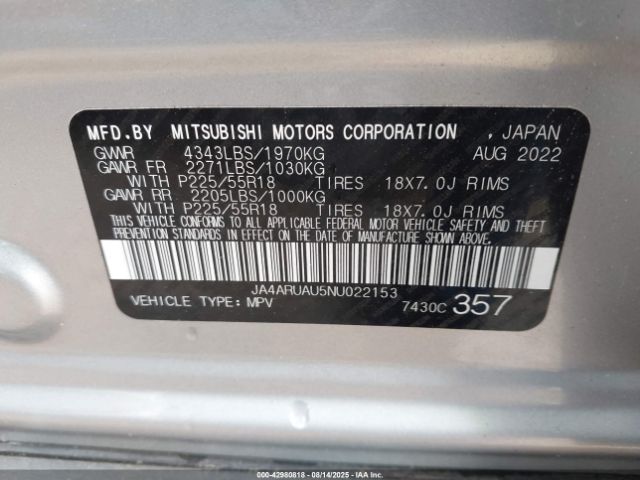 MFD.BY MITSUBISHI MOTORS CORPORATION , JAPAN
GVWR 4343LBS/1970KG AUG 2022
GAWR FR 2271LBS/1030KG
WITH P225/55R18 TIRES 18X7.0J RIMS
GAWR RR 2205LBS/1000KG
WITH P225/55R18 TIRES 18X7.0J RIMS
THIS VEHICLE CONFORMS TO ALL APPLICABLE FEDERAL MOTOR VEHICLE SAFETY AND THEFT
PREVENTION STANDARDS IN EFFECT ON THE DATE OF MANUFACTURE SHOWN ABOVE.
JA4ARUAU5NU022153
VEHICLE TYPE: MPV 7430C 357
000-42980818 - 08/14/2025 - IAAI.COM